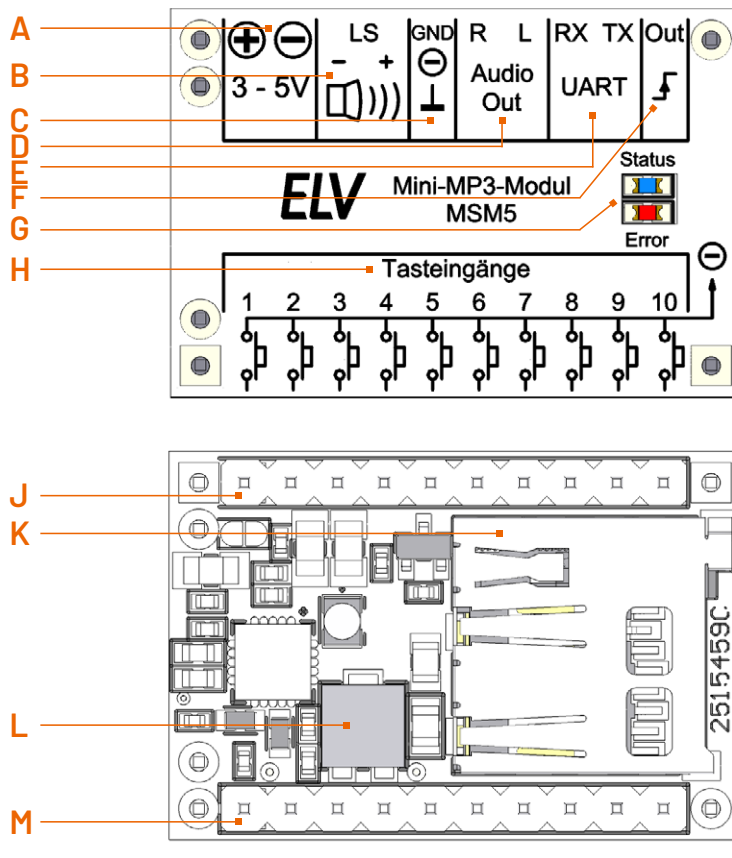 A
B
C
D
E
F
G
H
LS
GND
R L
RX TX
Out
- +
3 - 5V
Audio
Out
UART
Status
ELV
Mini-MP3-Modul
MSM5
Error
Tasteingänge
1 2 3 4 5 6 7 8 9 10
J
K
L
M
2515459C